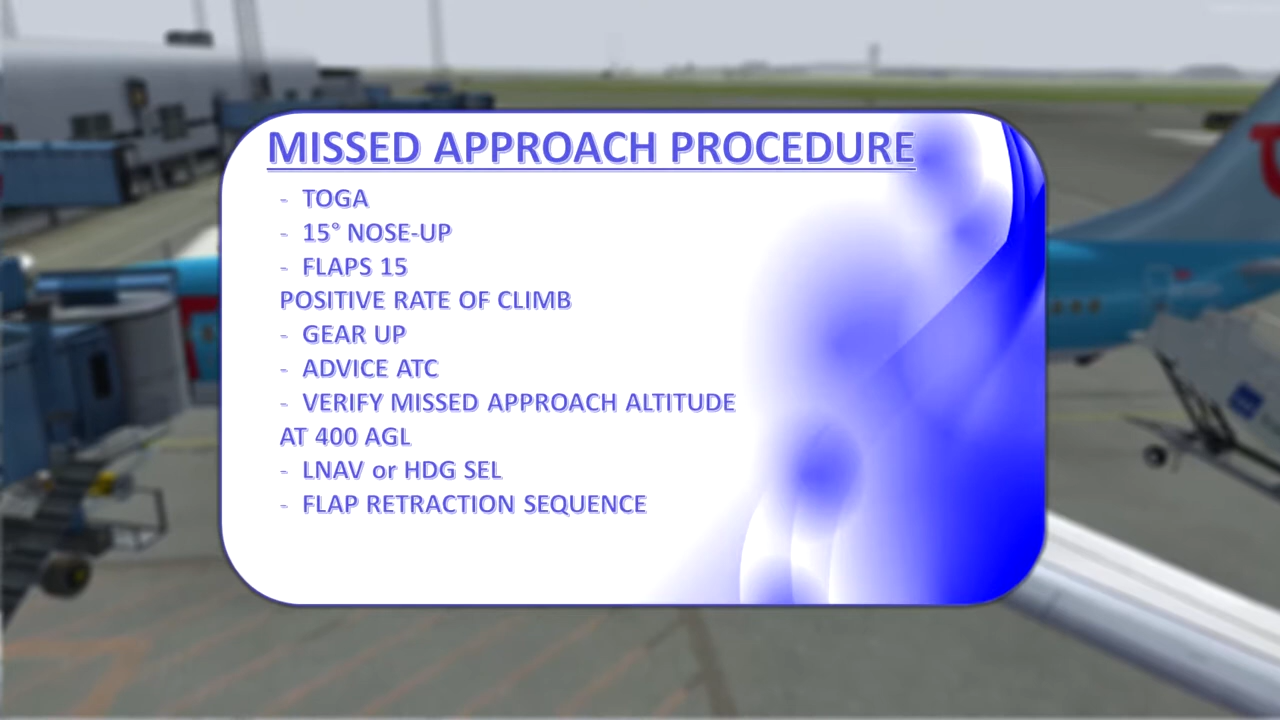 MISSED APPROACH PROCEDURE
- TOGA
- 15° NOSE-UP
- FLAPS 15
POSITIVE RATE OF CLIMB
- GEAR UP
- ADVICE ATC
- VERIFY MISSED APPROACH ALTITUDE
AT 400 AGL
- LNAV or HDG SEL
- FLAP RETRACTION SEQUENCE